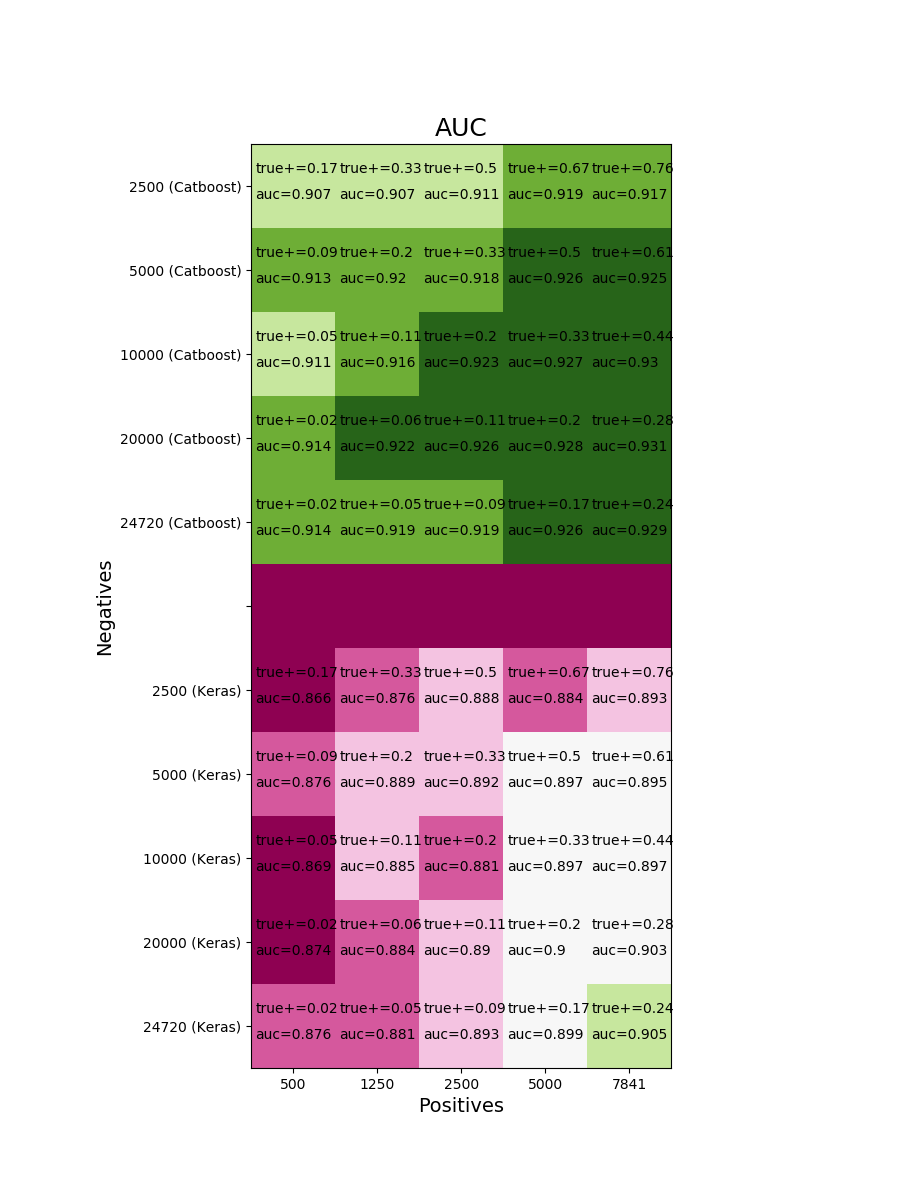 AUC
2500 (Catboost)
true+=0.17 true+=0.33 true+=0.5 true+=0.67 true+=0.76
auc=0.907 auc=0.907 auc=0.911 auc=0.919 auc=0.917
5000 (Catboost)
true+=0.09 true+=0.2 true+=0.33 true+=0.5 true+=0.61
auc=0.913 auc=0.92 auc=0.918 auc=0.926 auc=0.925
10000 (Catboost)
true+=0.05 true+=0.11 true+=0.2 true+=0.33 true+=0.44
auc=0.911 auc=0.916 auc=0.923 auc=0.927 auc=0.93
20000 (Catboost)
true+=0.02 true+=0.06 true+=0.11 true+=0.2 true+=0.28
auc=0.914 auc=0.922 auc=0.926 auc=0.928 auc=0.931
24720 (Catboost)
true+=0.02 true+=0.05 true+=0.09 true+=0.17 true+=0.24
auc=0.914 auc=0.919 auc=0.919 auc=0.926 auc=0.929
Negatives
2500 (Keras)
true+=0.17 true+=0.33 true+=0.5 true+=0.67 true+=0.76
auc=0.866 auc=0.876 auc=0.888 auc=0.884 auc=0.893
5000 (Keras)
true+=0.09 true+=0.2 true+=0.33 true+=0.5 true+=0.61
auc=0.876 auc=0.889 auc=0.892 auc=0.897 auc=0.895
10000 (Keras)
true+=0.05 true+=0.11 true+=0.2 true+=0.33 true+=0.44
auc=0.869 auc=0.885 auc=0.881 auc=0.897 auc=0.897
20000 (Keras)
true+=0.02 true+=0.06 true+=0.11 true+=0.2 true+=0.28
auc=0.874 auc=0.884 auc=0.89 auc=0.9 auc=0.903
24720 (Keras)
true+=0.02 true+=0.05 true+=0.09 true+=0.17 true+=0.24
auc=0.876 auc=0.881 auc=0.893 auc=0.899 auc=0.905
500 1250 2500 5000 7841
Positives